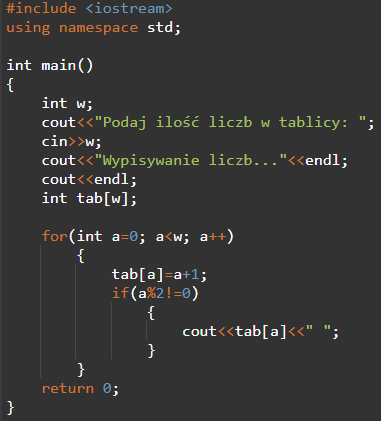 #include <iostream>
using namespace std;

int main()
{
    int w;
    cout<<"Podaj ilość liczb w tablicy: ";
    cin>>w;
    cout<<"Wypisywanie liczb..."<<endl;
    cout<<endl;
    int tab[w];

    for(int a=0; a<w; a++)
        {
            tab[a]=a+1;
            if(a%2!=0)
                {
                    cout<<tab[a]<<" ";
                }
        }
    return 0;
}